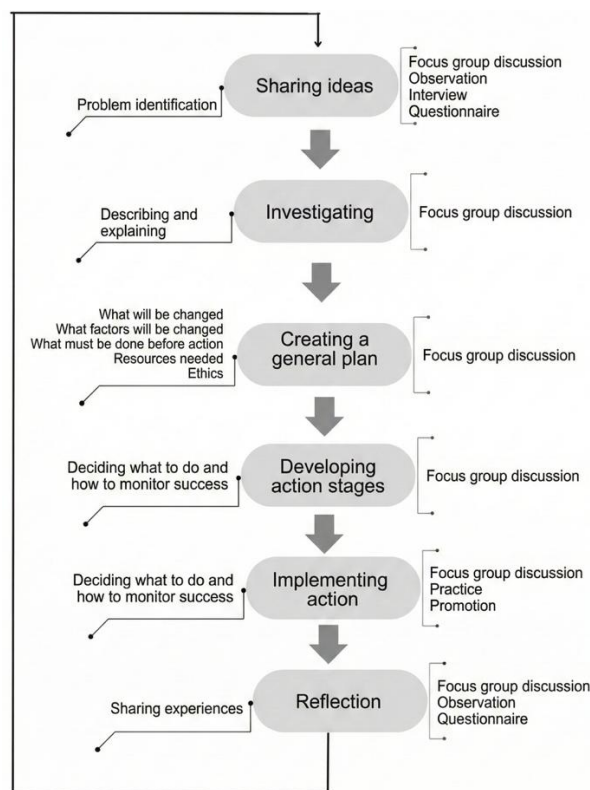 Sharing ideas
Problem identification
Focus group discussion
Observation
Interview
Questionnaire
Investigating
Describing and
explaining
Focus group discussion
Creating a
general plan
What will be changed
What factors will be changed
What must be done before action
Resources needed
Ethics
Focus group discussion
Developing
action stages
Deciding what to do and
how to monitor success
Focus group discussion
Implementing
action
Deciding what to do and
how to monitor success
Focus group discussion
Practice
Promotion
Reflection
Sharing experiences
Focus group discussion
Observation
Questionnaire